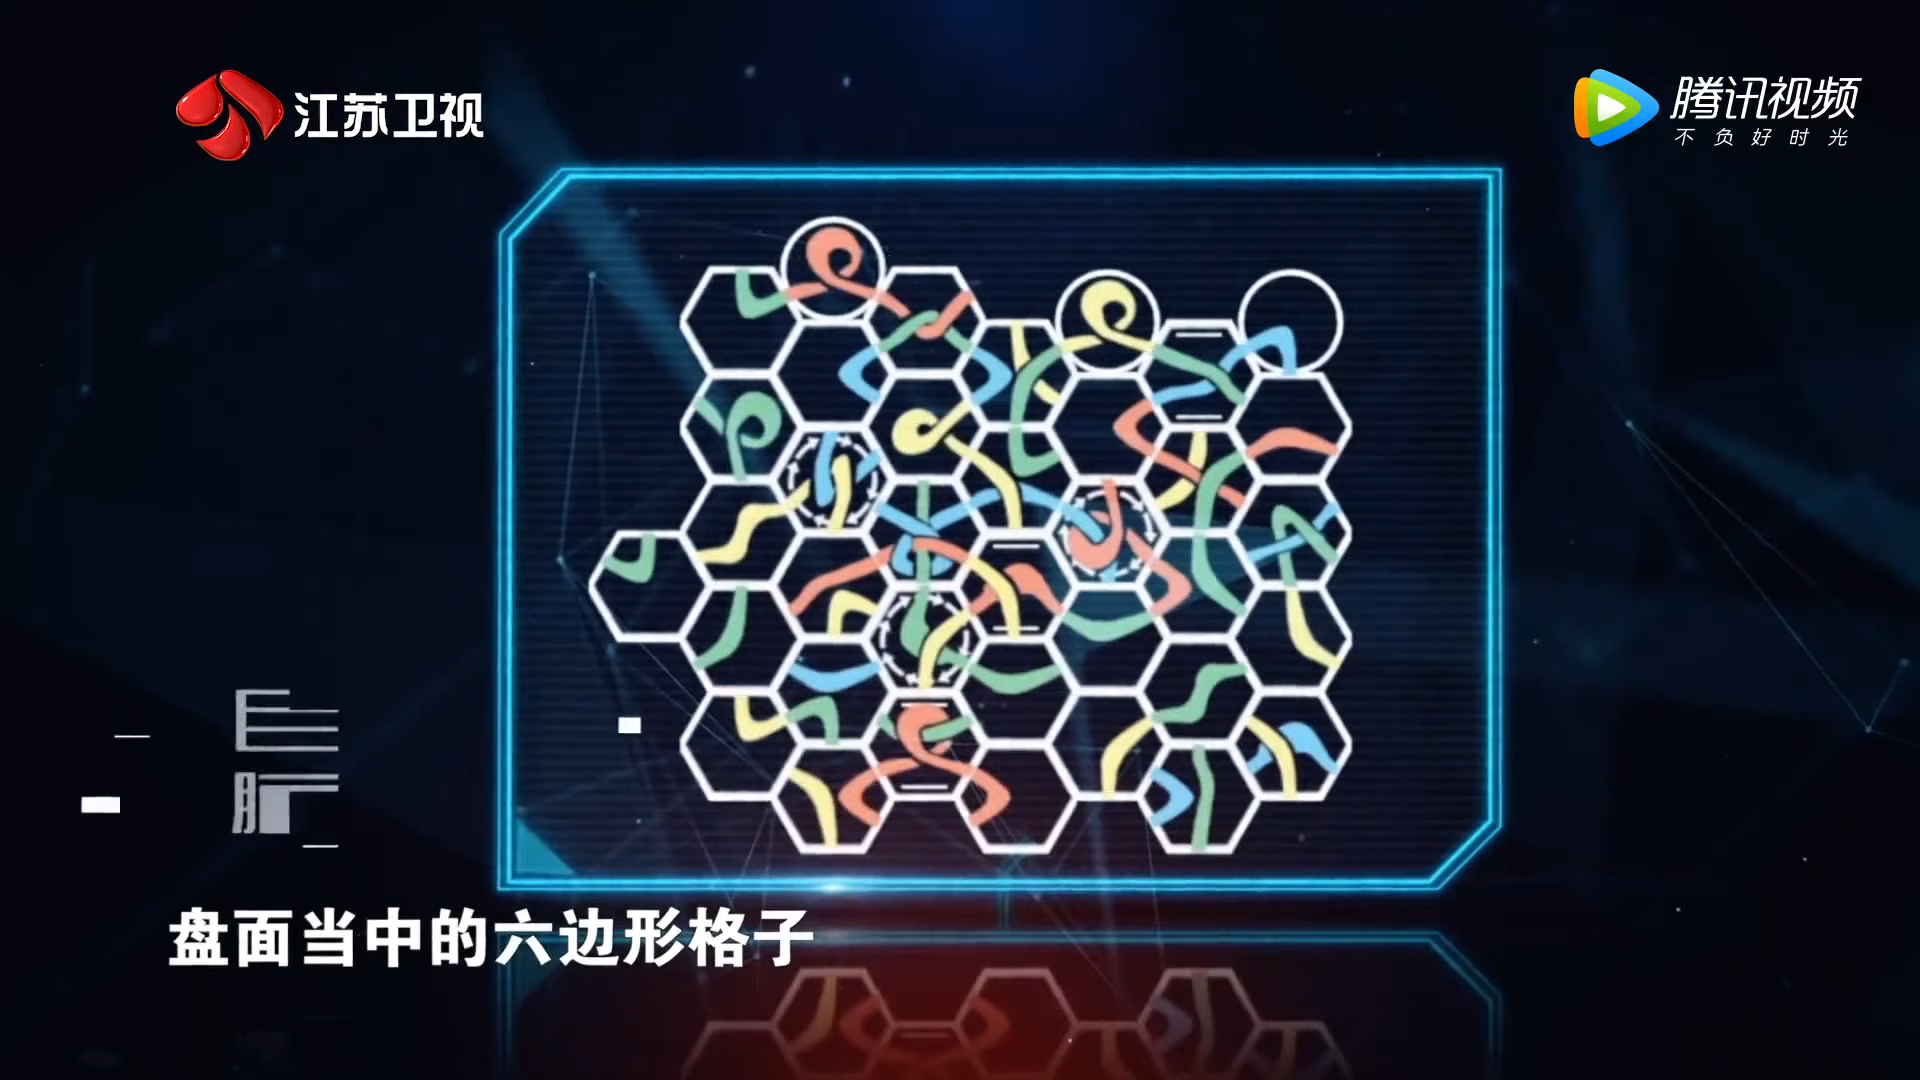 江苏卫视
腾讯视频
不负好时光
盘面当中的六边形格子